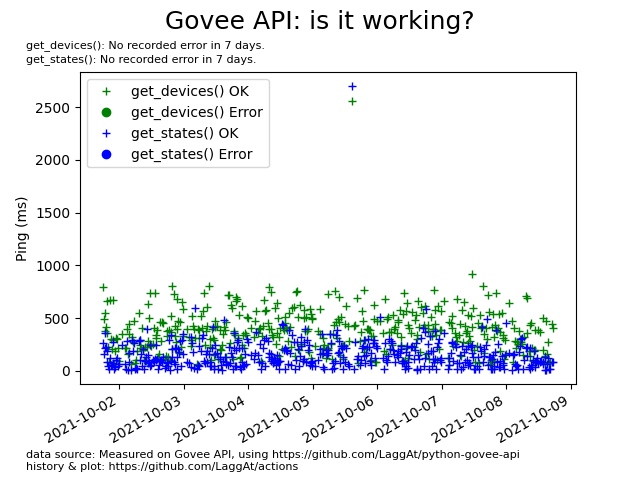 Govee API: is it working?
get_devices(): No recorded error in 7 days.
get_states(): No recorded error in 7 days.
get_devices() OK
get_devices() Error
get_states() OK
get_states() Error
Ping (ms)
2500
2000
1500
1000
500
0
2021-10-02
2021-10-03
2021-10-04
2021-10-05
2021-10-06
2021-10-07
2021-10-08
2021-10-09
data source: Measured on Govee API, using https://github.com/LaggAt/python-govee-api
history & plot: https://github.com/LaggAt/actions